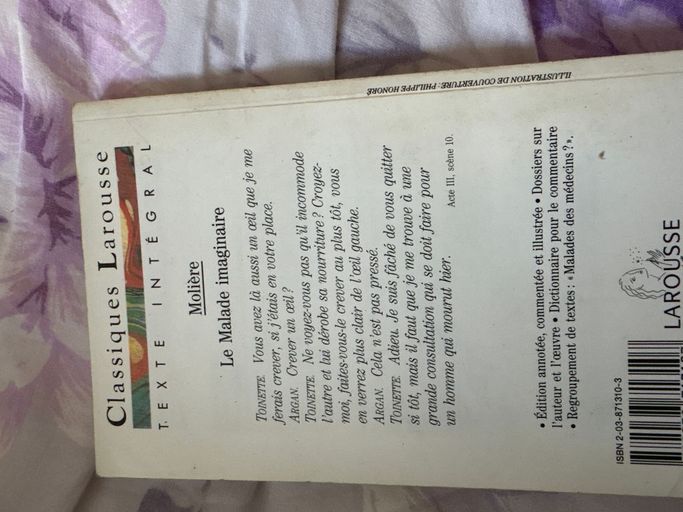 Classiques Larousse
TEXTE INTÉGRAL
Molière
Le Malade imaginaire
TOINETTE. Vous avez là aussi un œil que je me
ferais crever, si j'étais en votre place.
ARGAN. Crever un œil ?
TOINETTE. Ne voyez-vous pas qu'il incommode
l'autre et lui dérobe sa nourriture ? Croyez-
moi, faites-vous-le crever au plus tôt, vous
en verrez plus clair de l'œil gauche.
ARGAN. Cela n'est pas pressé.
TOINETTE. Adieu. Je suis fâché de vous quitter
si tôt, mais il faut que je me trouve à une
grande consultation qui se doit faire pour
un homme qui mourut hier.
Acte III, scène 10.
• Édition annotée, commentée et illustrée • Dossiers sur
l'auteur et l'œuvre • Dictionnaire pour le commentaire
• Regroupement de textes : «Malades des médecins ?».
ISBN 2-03-871310-3
LAROUSSE
ILLUSTRATION DE COUVERTURE : PHILIPPE HONORÉ